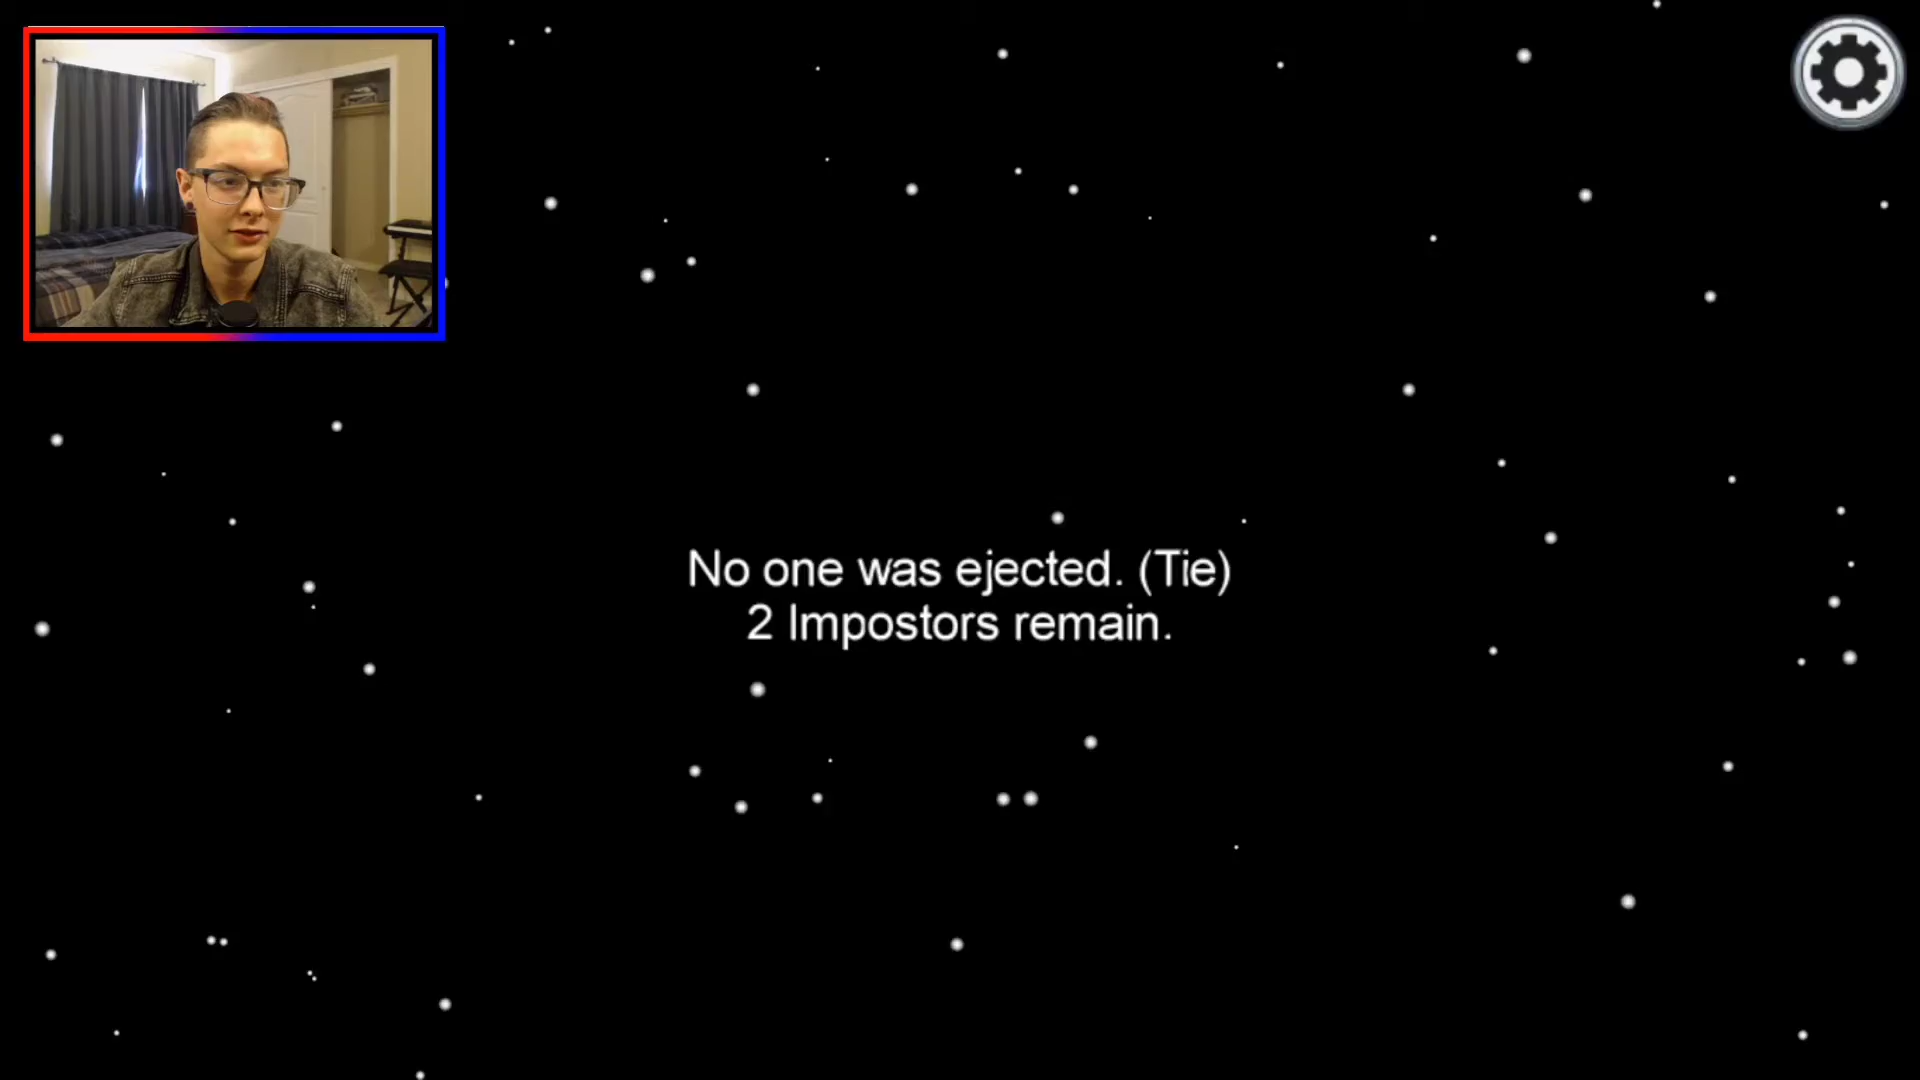 No one was ejected. (Tie)
2 Impostors remain.